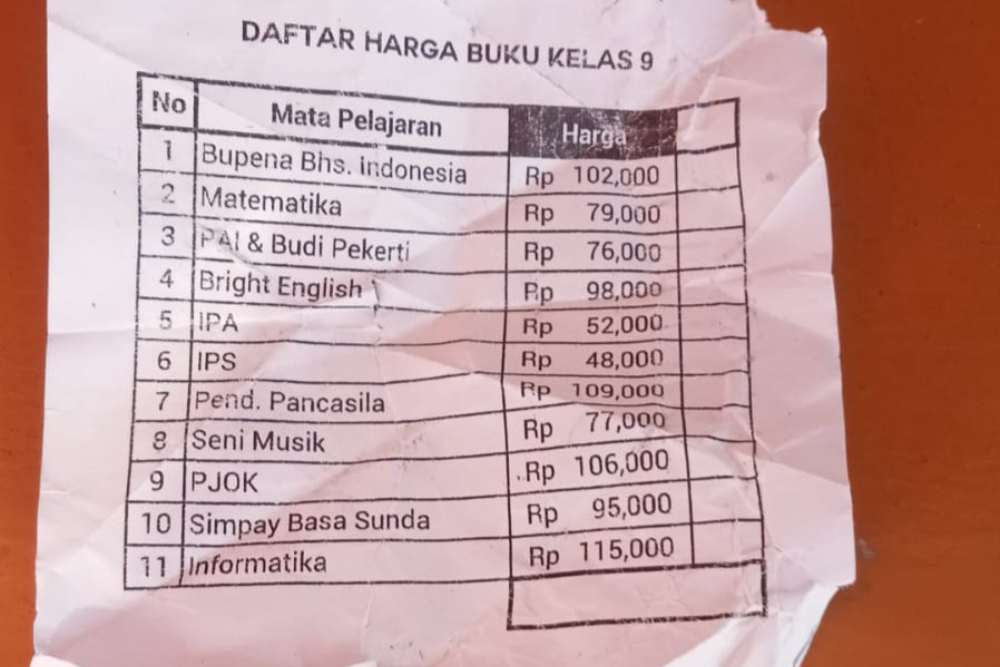 DAFTAR HARGA BUKU KELAS 9
No Mata Pelajaran Harga
1 Bupena Bhs. Indonesia Rp 102,000
2 Matematika Rp 79,000
3 PAI & Budi Pekerti Rp 76,000
4 Bright English Rp 98,000
5 IPA Rp 52,000
6 IPS Rp 48,000
7 Pend. Pancasila Rp 109,000
8 Seni Musik Rp 77,000
9 PJOK Rp 106,000
10 Simpay Basa Sunda Rp 95,000
11 Informatika Rp 115,000